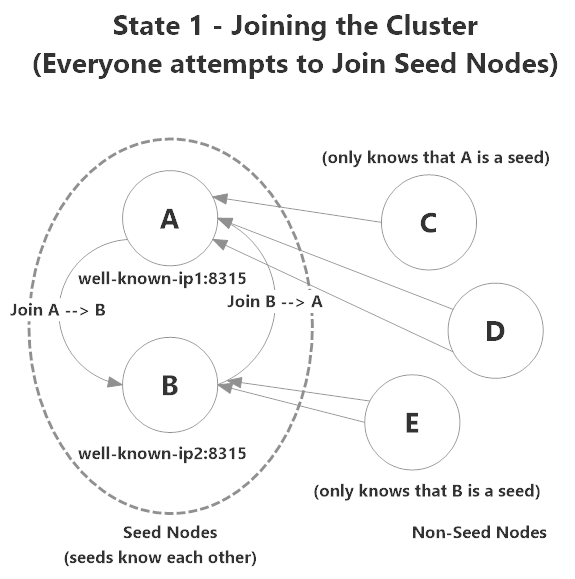 State 1 - Joining the Cluster
(Everyone attempts to Join Seed Nodes)
(only knows that A is a seed)
A
C
well-known-ip1:8315
Join A --> B
Join B --> A
D
B
E
well-known-ip2:8315
(only knows that B is a seed)
Seed Nodes
(seeds know each other)
Non-Seed Nodes